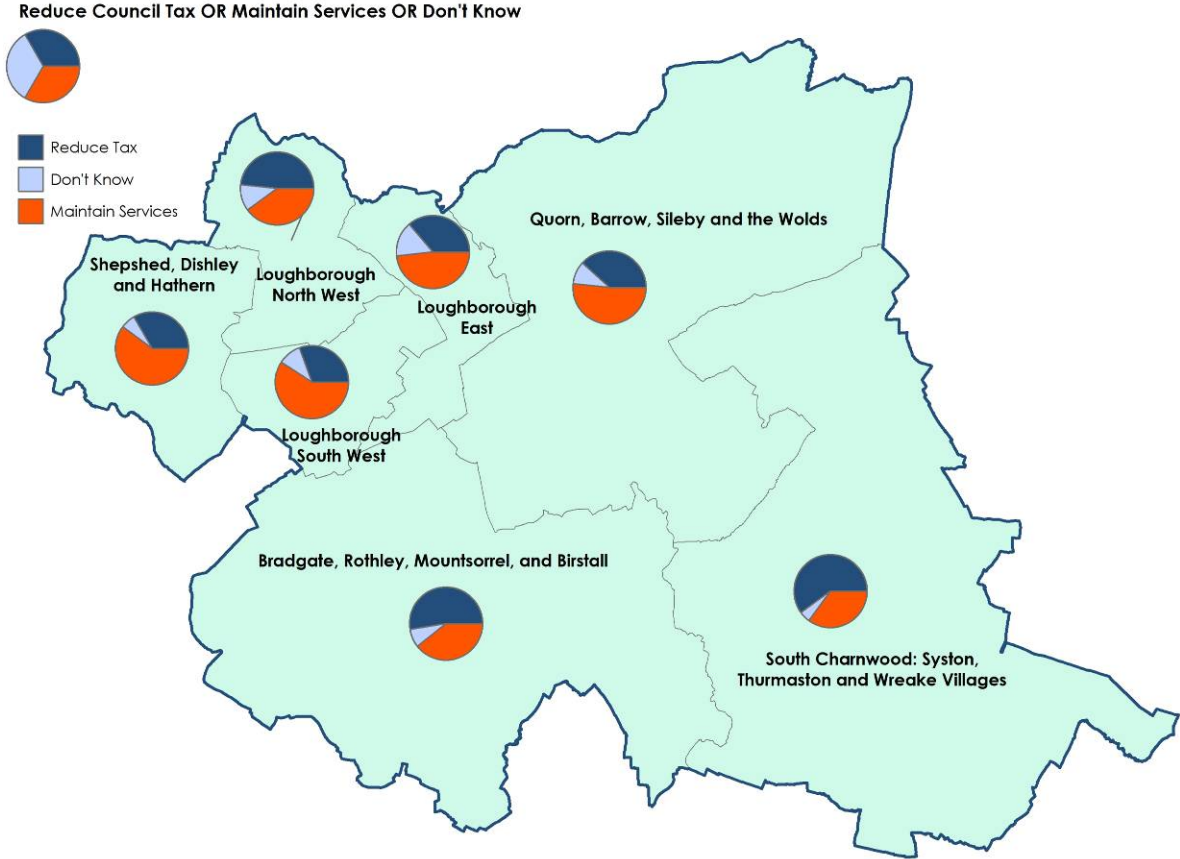 Reduce Council Tax OR Maintain Services OR Don't Know
Reduce Tax
Don't Know
Maintain Services
Quorn, Barrow, Sileby and the Wolds
Shepshed, Dishley
and Hathern
Loughborough
North West
Loughborough
East
Loughborough
South West
Bradgate, Rothley, Mountsorrel, and Birstall
South Charnwood: Syston,
Thurmaston and Wreake Villages